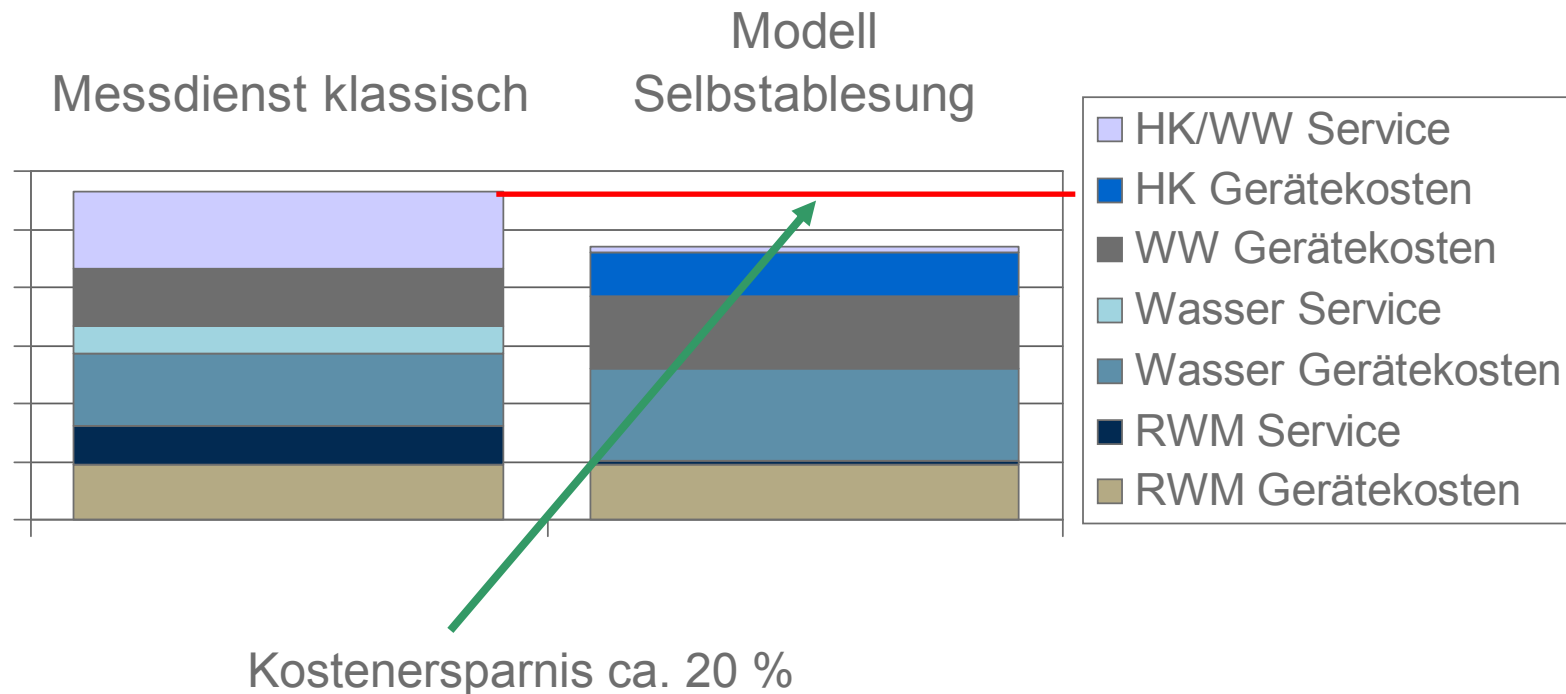 Messdienst klassisch
Modell
Selbstablesung
HK/WW Service
HK Gerätekosten
WW Gerätekosten
Wasser Service
Wasser Gerätekosten
RWM Service
RWM Gerätekosten
Kostenersparnis ca. 20 %